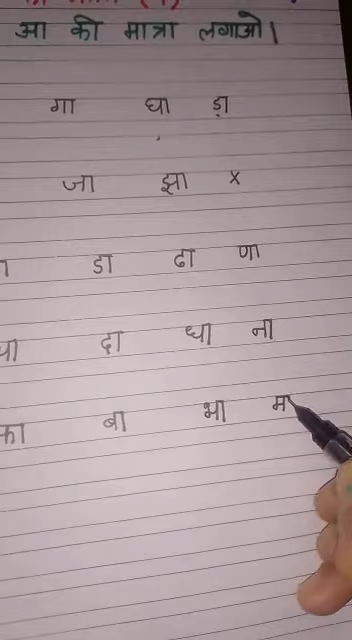 आ की मात्रा लगाओ।
गा घा ड़ा
जा झा x
डा ढा णा
दा धा ना
बा भा मा